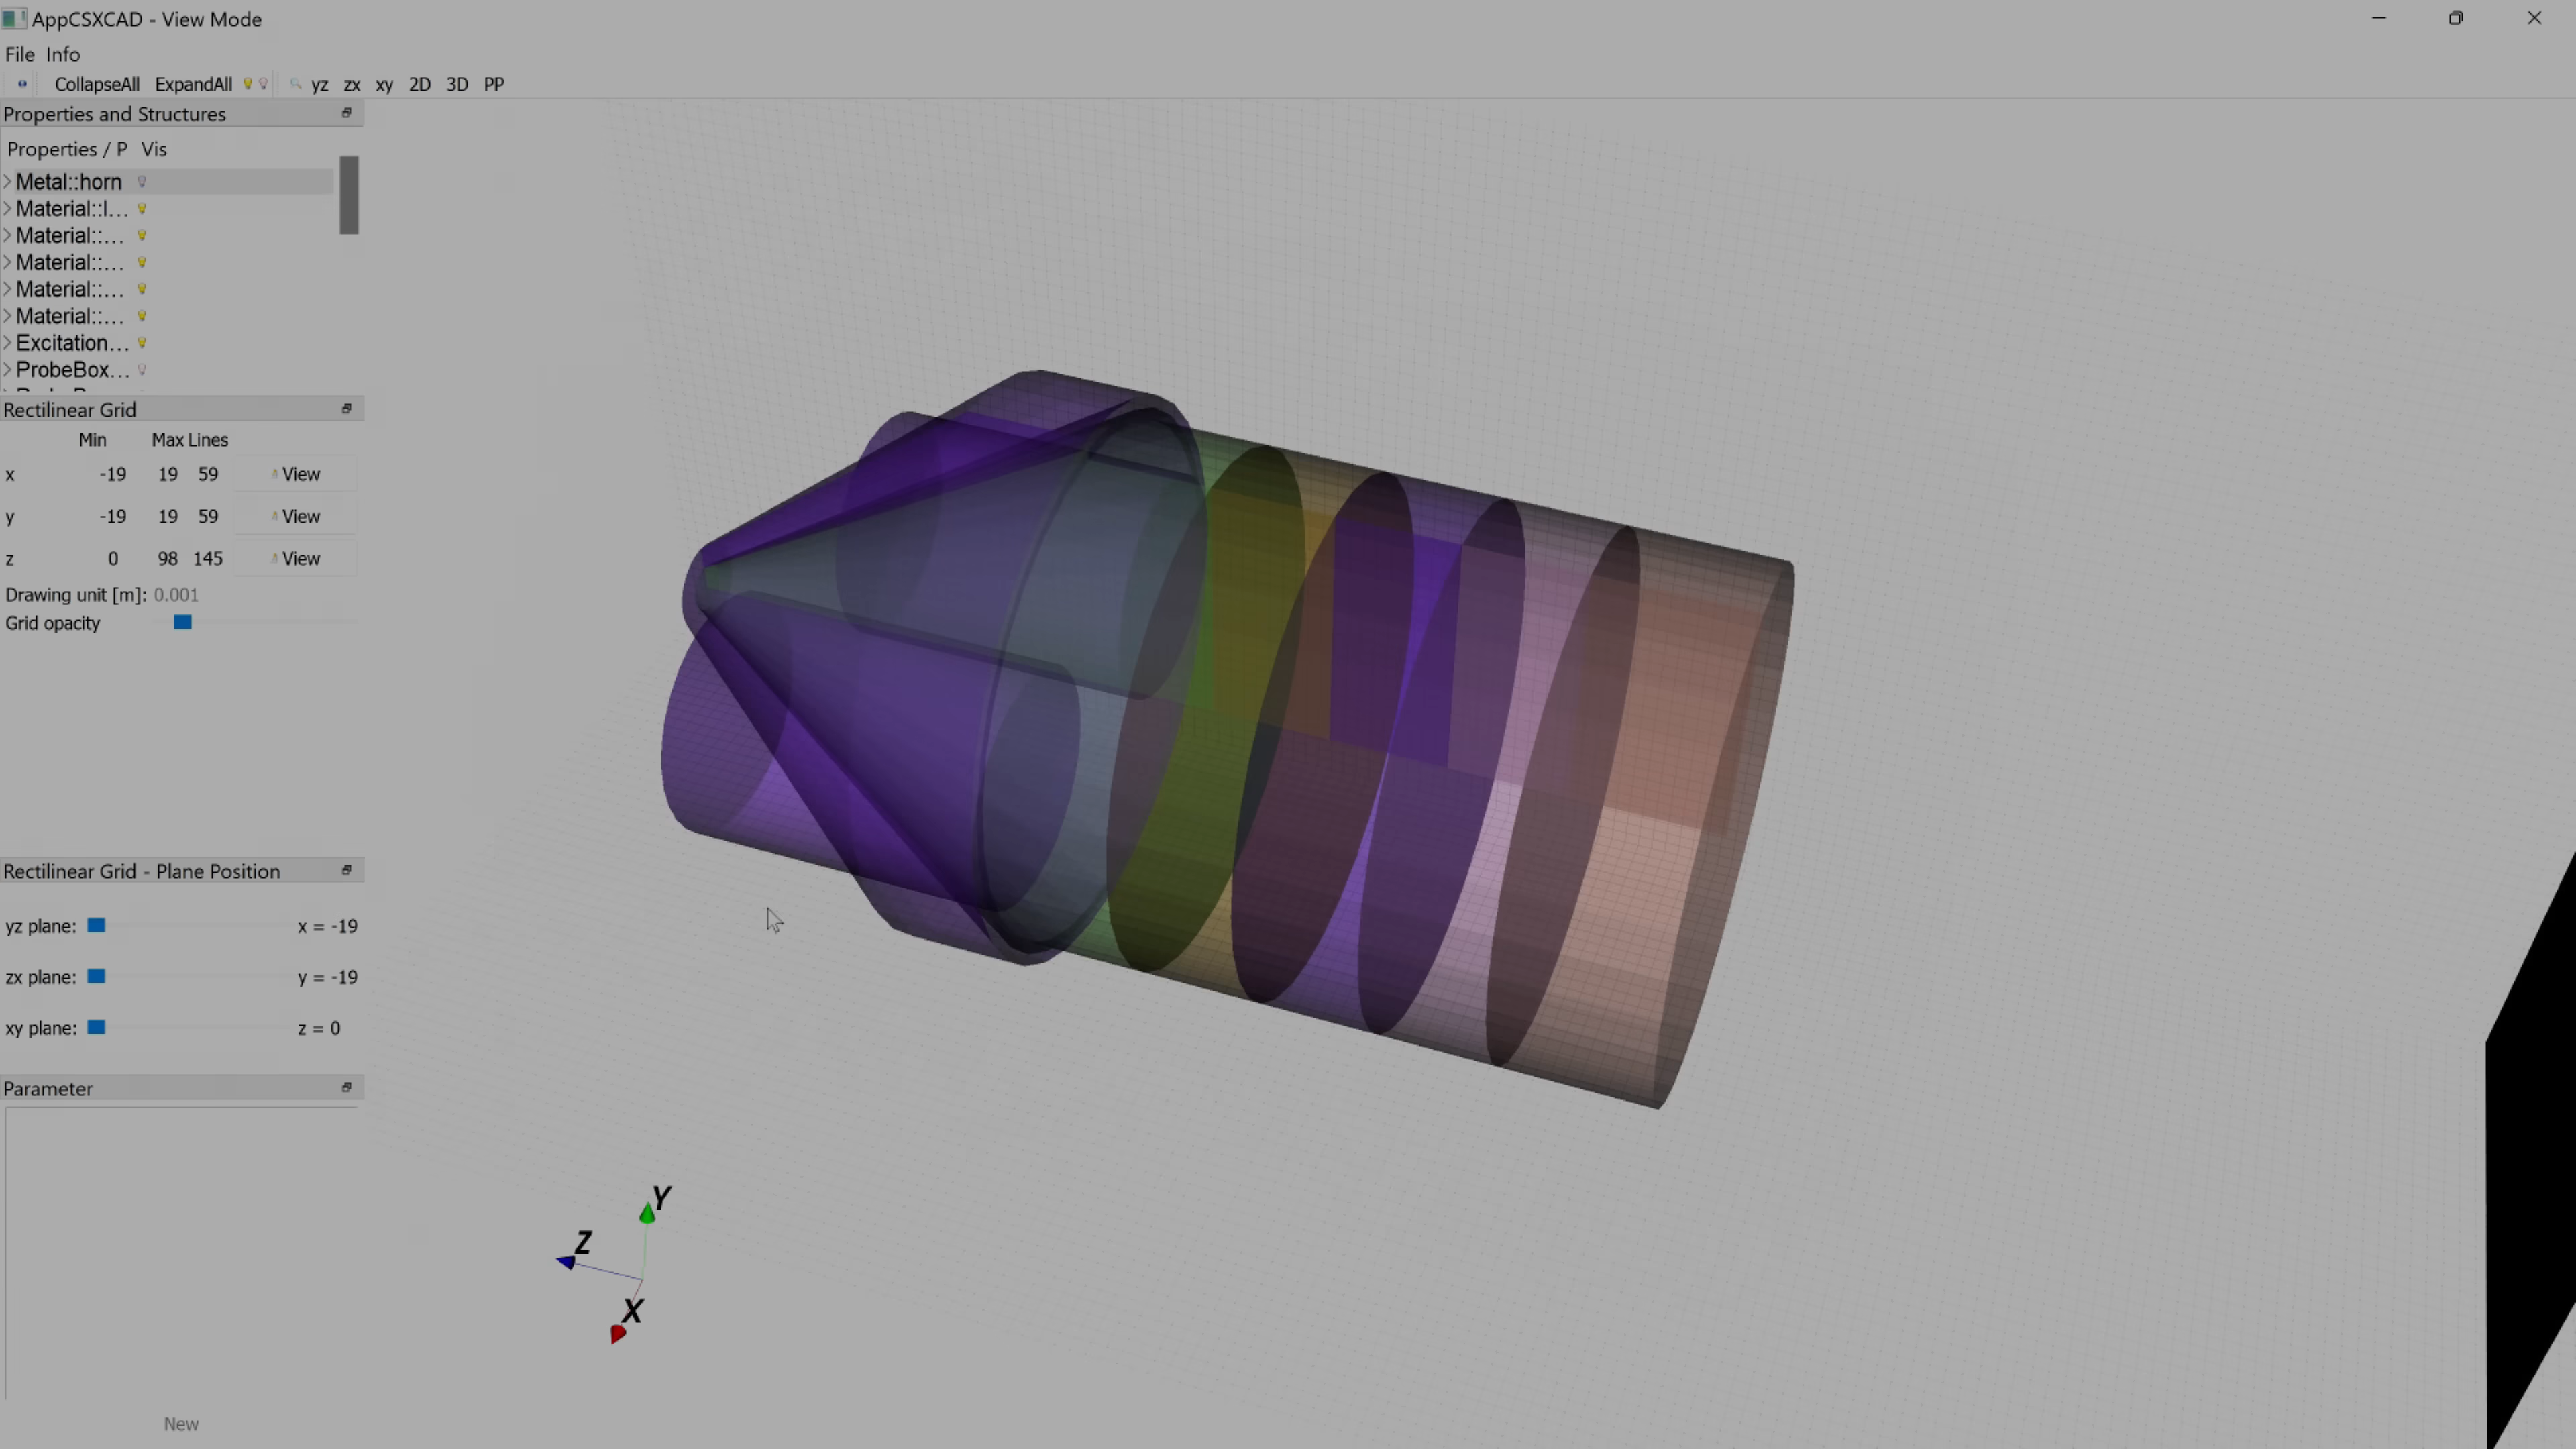 AppCSXCAD - View Mode
File Info
CollapseAll ExpandAll yz zx xy 2D 3D PP
Properties and Structures
Properties / P Vis
Metal::horn
Material::l...
Material::...
Material::...
Material::...
Material::...
Excitation...
ProbeBox...
Rectilinear Grid
Min Max Lines
x -19 19 59 View
y -19 19 59 View
z 0 98 145 View
Drawing unit [m]: 0.001
Grid opacity
Rectilinear Grid - Plane Position
yz plane: x = -19
zx plane: y = -19
xy plane: z = 0
Parameter
New
Y
Z
X